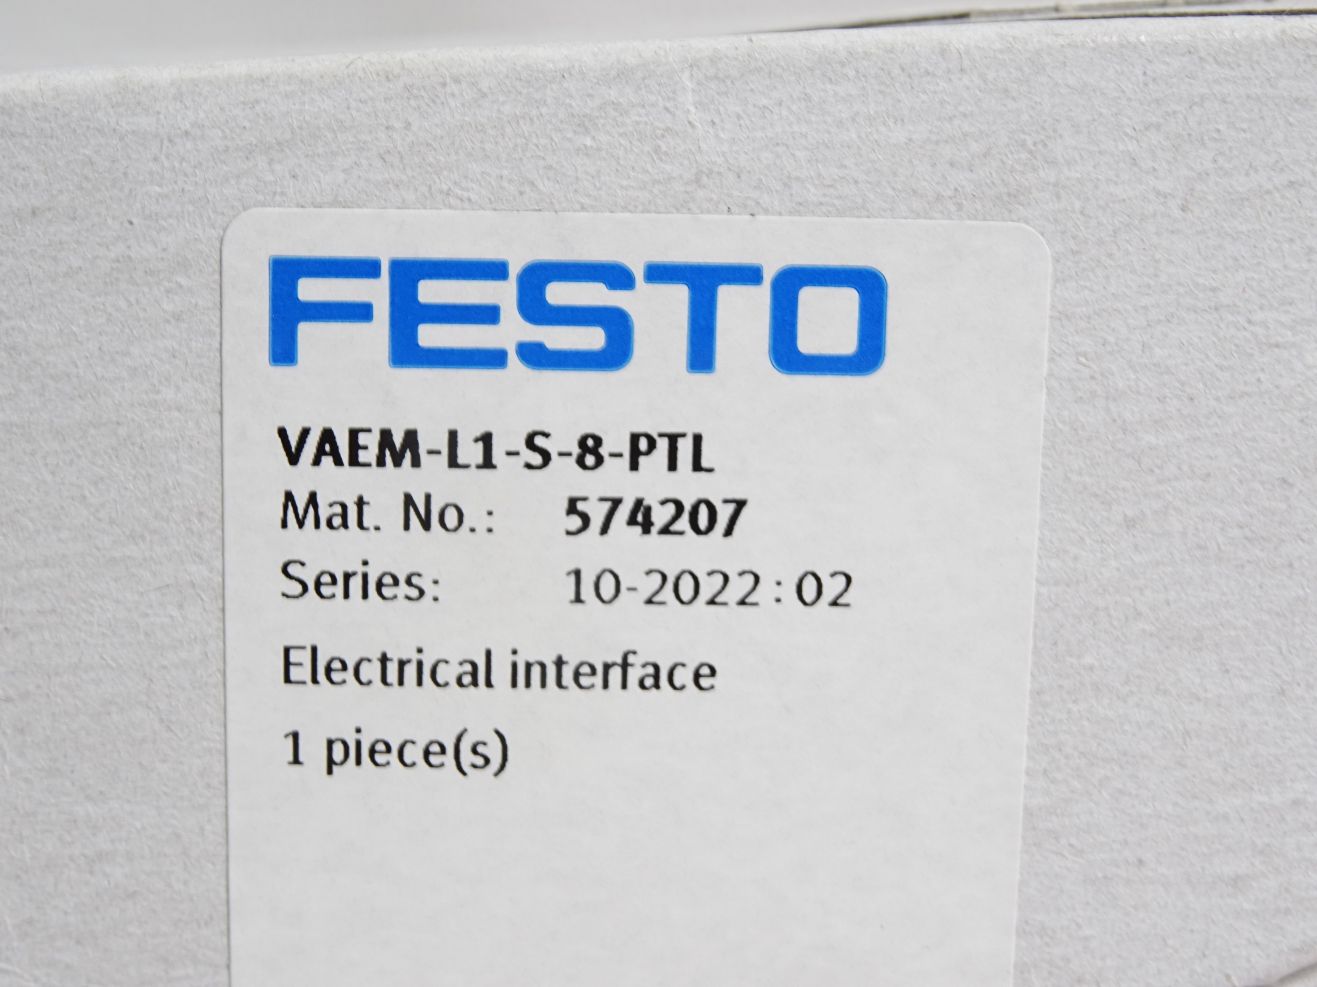 FESTO
VAEM-L1-S-8-PTL
Mat. No.: 574207
Series: 10-2022:02
Electrical interface
1 piece(s)